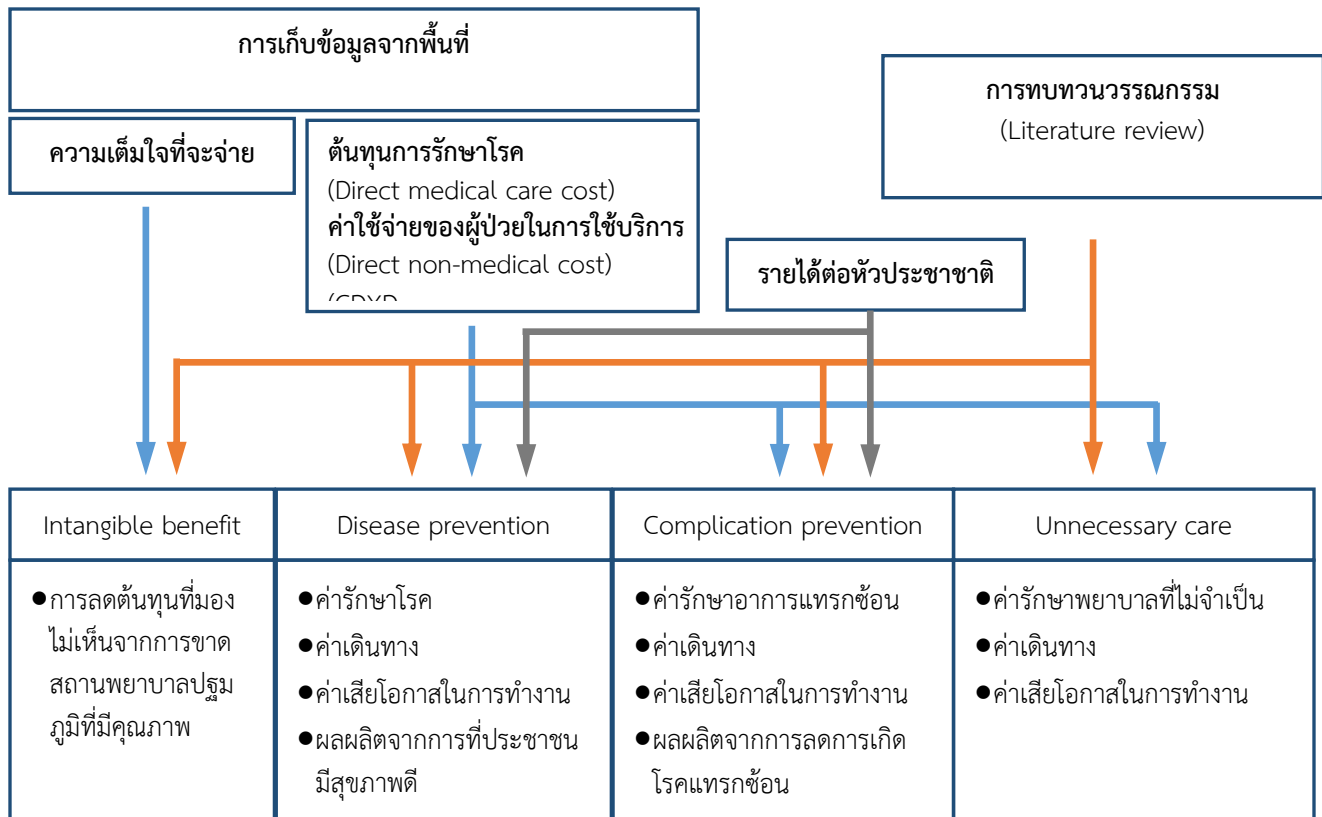 การเก็บข้อมูลจากพื้นที่
การทบทวนวรรณกรรม
(Literature review)
ความเต็มใจที่จะจ่าย
ต้นทุนการรักษาโรค
(Direct medical care cost)
ค่าใช้จ่ายของผู้ป่วยในการใช้บริการ
(Direct non-medical cost)
รายได้ต่อหัวประชาชาติ
Intangible benefit
●การลดต้นทุนที่มอง
ไม่เห็นจากการขาด
สถานพยาบาลปฐม
ภูมิที่มีคุณภาพ
Disease prevention
●ค่ารักษาโรค
●ค่าเดินทาง
●ค่าเสียโอกาสในการทำงาน
●ผลผลิตจากการที่ประชาชน
มีสุขภาพดี
Complication prevention
●ค่ารักษาอาการแทรกซ้อน
●ค่าเดินทาง
●ค่าเสียโอกาสในการทำงาน
●ผลผลิตจากการลดการเกิด
โรคแทรกซ้อน
Unnecessary care
●ค่ารักษาพยาบาลที่ไม่จำเป็น
●ค่าเดินทาง
●ค่าเสียโอกาสในการทำงาน